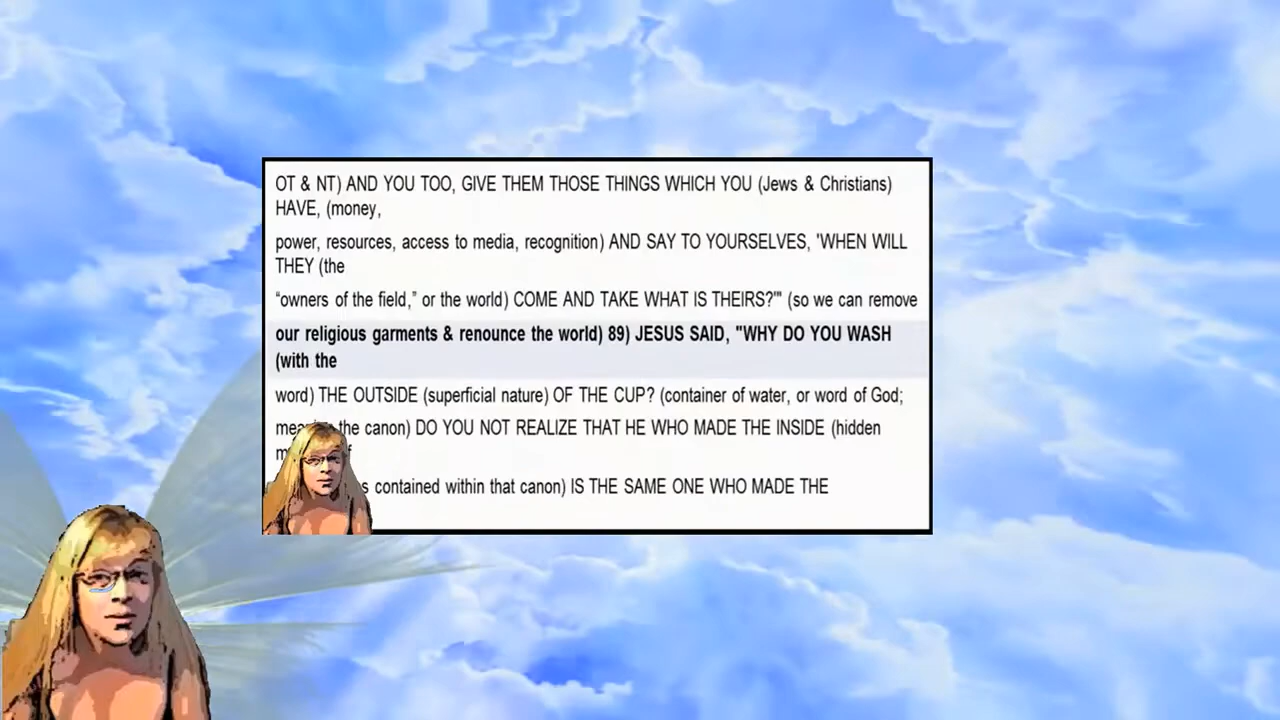 OT & NT) AND YOU TOO, GIVE THEM THOSE THINGS WHICH YOU (Jews & Christians)
HAVE, (money,
power, resources, access to media, recognition) AND SAY TO YOURSELVES, 'WHEN WILL
THEY (the
“owners of the field,” or the world) COME AND TAKE WHAT IS THEIRS?'" (so we can remove
our religious garments & renounce the world) 89) JESUS SAID, "WHY DO YOU WASH
(with the
word) THE OUTSIDE (superficial nature) OF THE CUP? (container of water, or word of God;
the canon) DO YOU NOT REALIZE THAT HE WHO MADE THE INSIDE (hidden
contained within that canon) IS THE SAME ONE WHO MADE THE